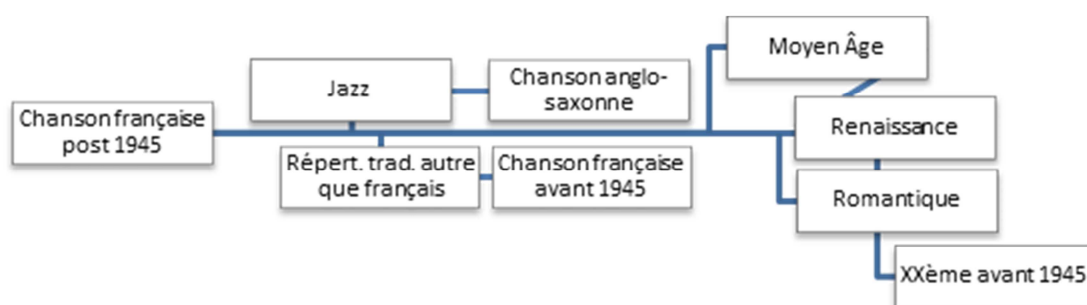 Moyen Âge
Jazz
Chanson anglo-
saxonne
Chanson française
post 1945
Renaissance
Répert. trad. autre
que français
Chanson française
avant 1945
Romantique
XXème avant 1945